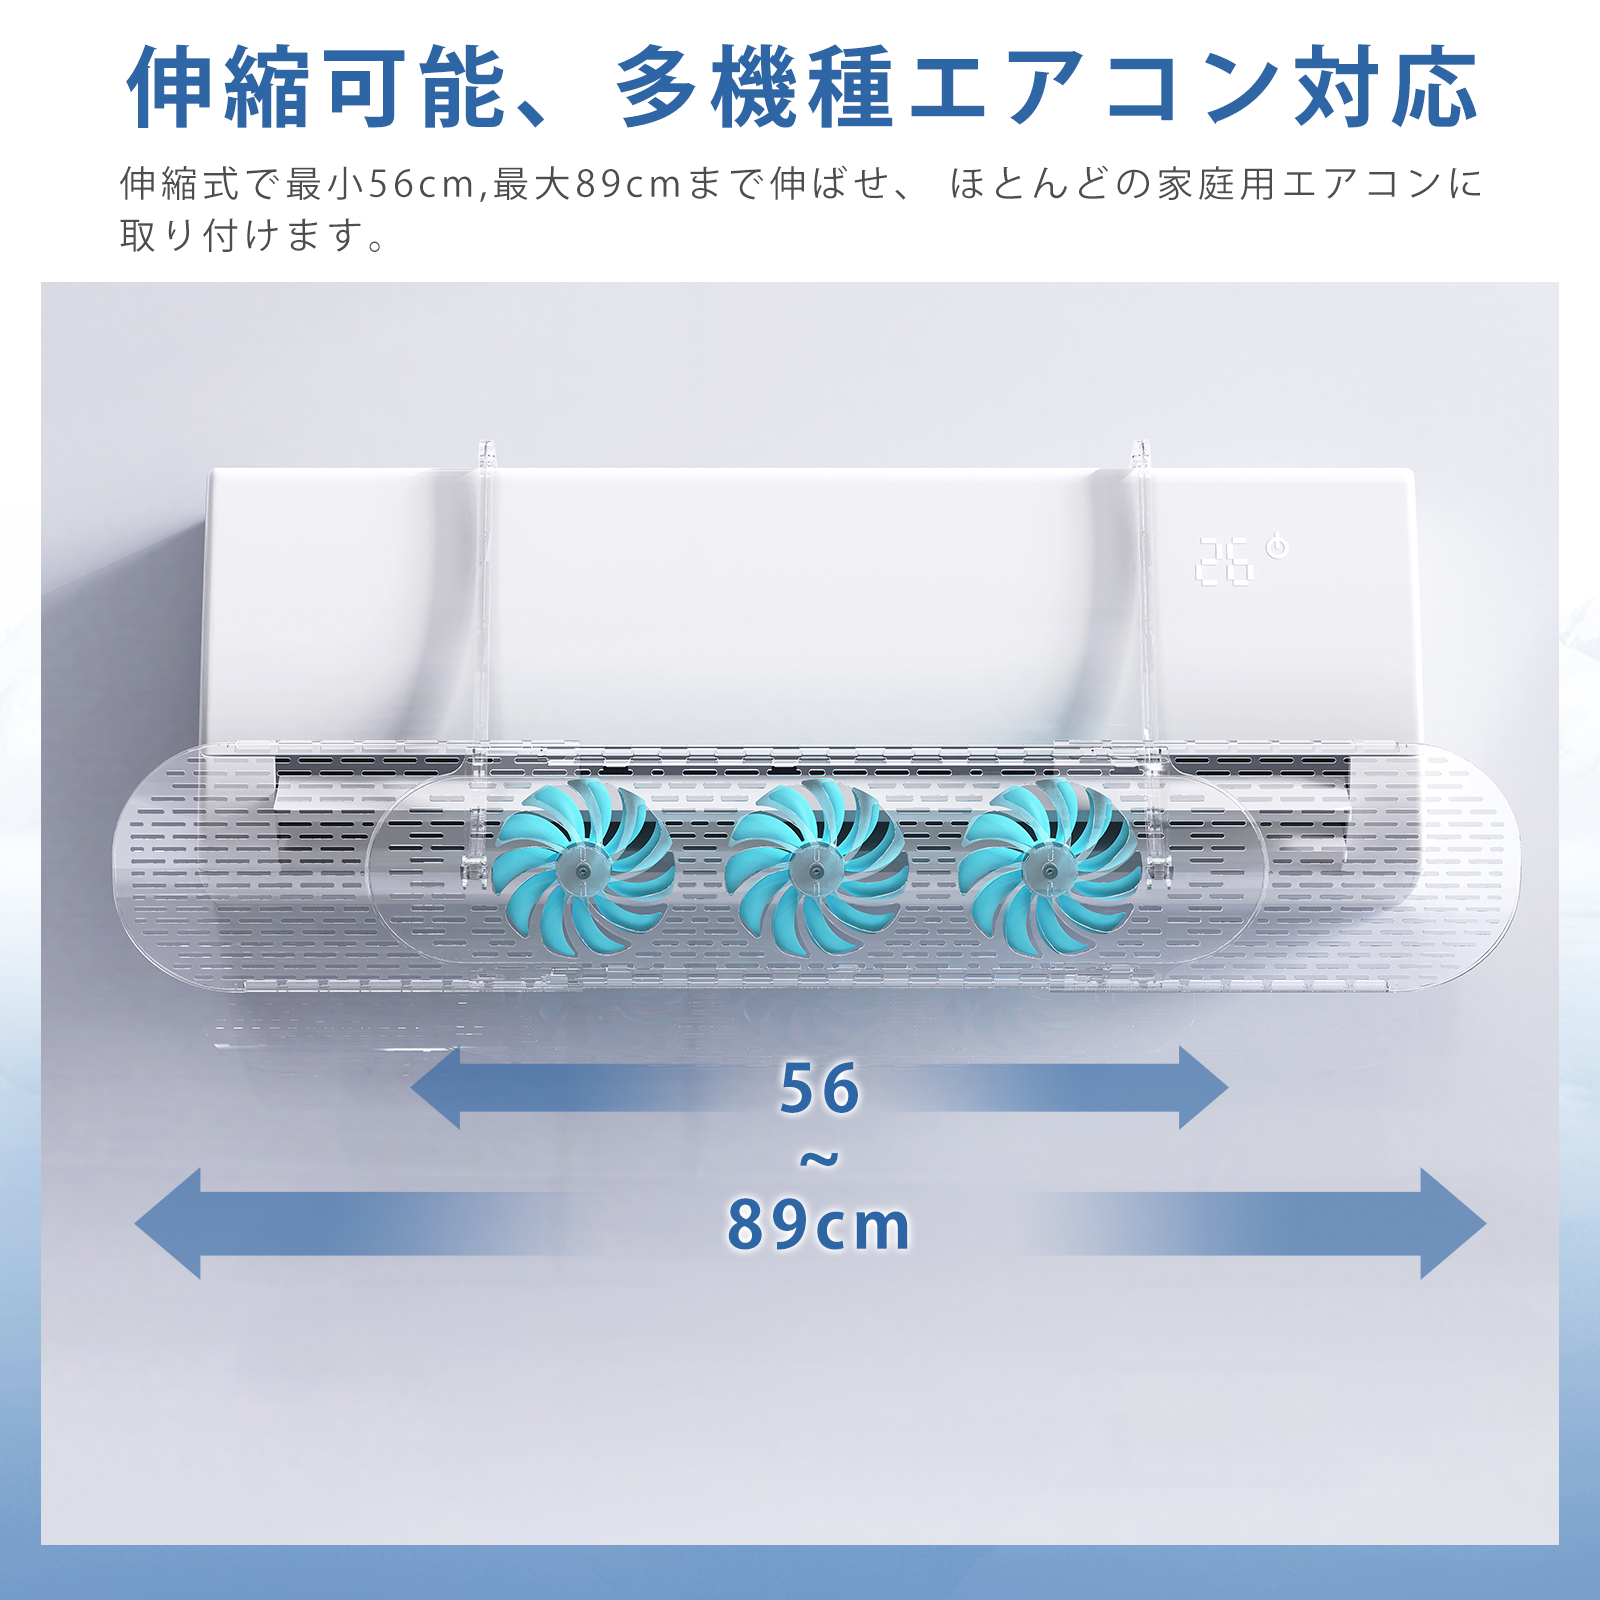 伸縮可能、多機種エアコン対応
伸縮式で最小56cm,最大89cmまで伸ばせ、 ほとんどの家庭用エアコンに
取り付けます。
26
56
~
89cm